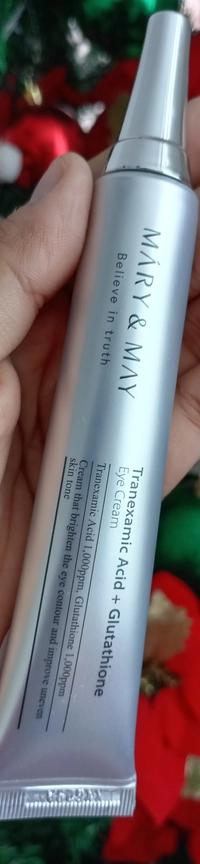 MARY & MAY
Believe in truth
Tranexamic Acid + Glutathione
Eye Cream
Tranexamic Acid 1,000ppm, Glutathione 1,000ppm
Cream that brighten the eye contour and improve uneven
skin tone